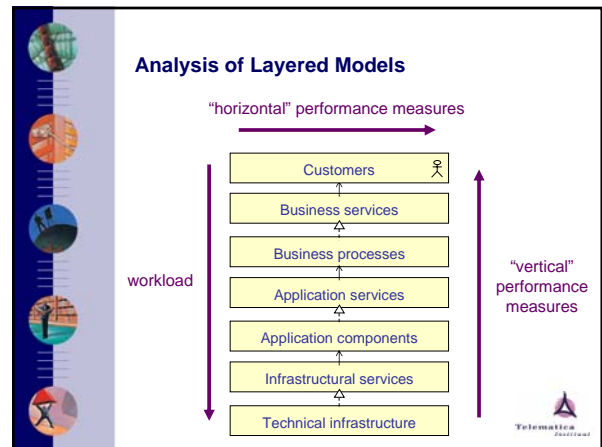 Analysis of Layered Models
“horizontal” performance measures
Customers
Business services
Business processes
workload
Application services
“vertical”
performance
measures
Application components
Infrastructural services
Technical infrastructure
Telematica
Instituut